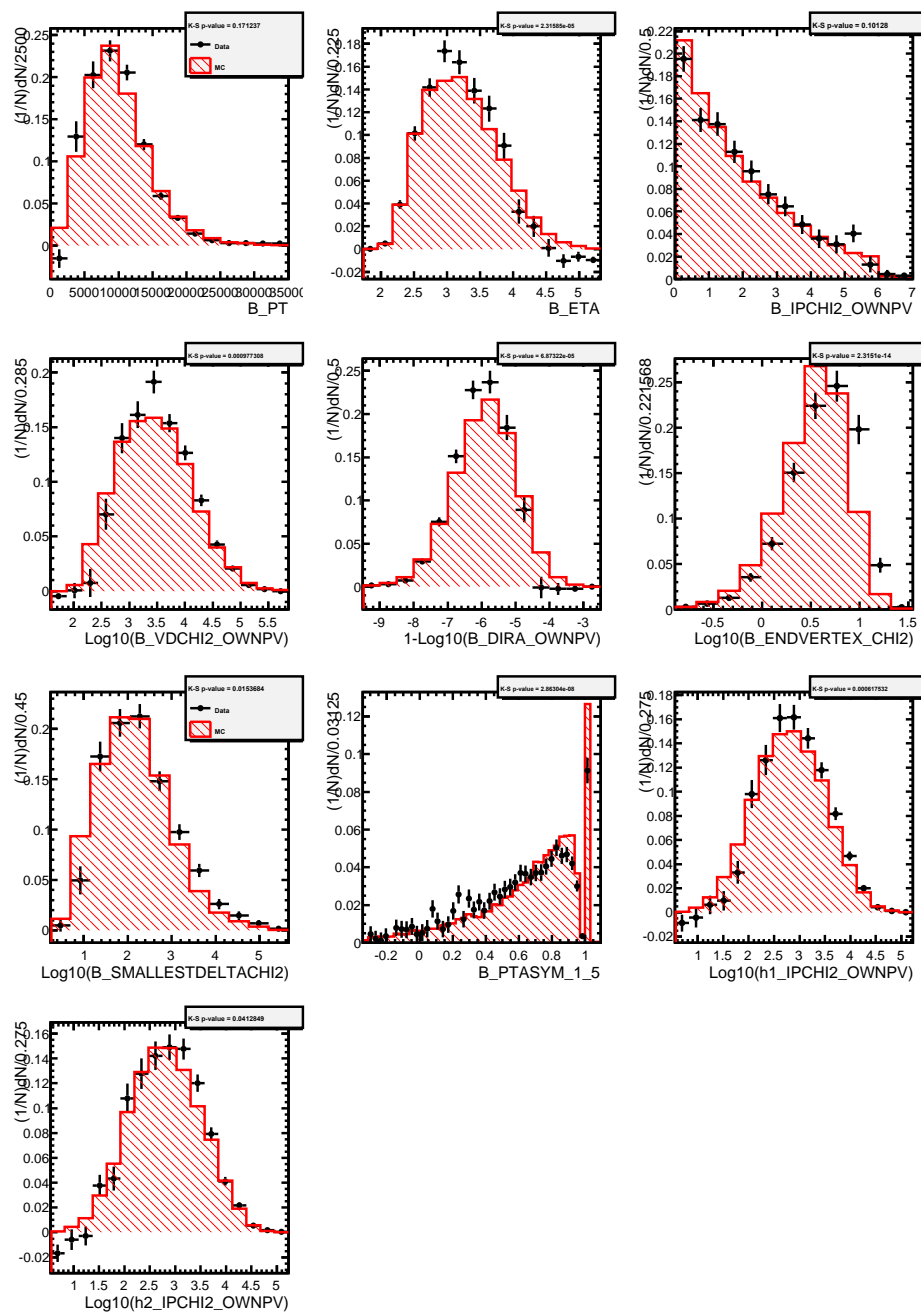 K-S p-value = 0.171237
Data
MC
(1/N)dN/2500
0.25
0.2
0.15
0.1
0.05
0
0 5000 10000 15000 20000 25000 30000 35000
B_PT
K-S p-value = 2.31585e-05
(1/N)dN/0.225
0.18
0.16
0.14
0.12
0.1
0.08
0.06
0.04
0.02
0
-0.02
2 2.5 3 3.5 4 4.5 5
B_ETA
K-S p-value = 0.10128
(1/N)dN/0.5
0.22
0.2
0.18
0.16
0.14
0.12
0.1
0.08
0.06
0.04
0.02
0
0 1 2 3 4 5 6 7
B_IPCHI2_OWNPV
K-S p-value = 0.000977308
(1/N)dN/0.285
0.2
0.15
0.1
0.05
0
2 2.5 3 3.5 4 4.5 5 5.5
Log10(B_VDCHI2_OWNPV)
K-S p-value = 6.87322e-05
(1/N)dN/0.5
0.25
0.2
0.15
0.1
0.05
0
-9 -8 -7 -6 -5 -4 -3
1-Log10(B_DIRA_OWNPV)
K-S p-value = 2.3151e-14
(1/N)dN/0.221568
0.25
0.2
0.15
0.1
0.05
0
-0.5 0 0.5 1 1.5
Log10(B_ENDVERTEX_CHI2)
K-S p-value = 0.0153684
Data
MC
(1/N)dN/0.45
0.2
0.15
0.1
0.05
0
1 2 3 4 5
Log10(B_SMALLESTDELTACHI2)
K-S p-value = 2.86304e-08
(1/N)dN/0.03125
0.12
0.1
0.08
0.06
0.04
0.02
0
-0.2 0 0.2 0.4 0.6 0.8 1
B_PTASYM_1_5
K-S p-value = 0.000617532
(1/N)dN/0.275
0.18
0.16
0.14
0.12
0.1
0.08
0.06
0.04
0.02
0
-0.02
1 1.5 2 2.5 3 3.5 4 4.5 5
Log10(h1_IPCHI2_OWNPV)
K-S p-value = 0.0412849
(1/N)dN/0.275
0.16
0.14
0.12
0.1
0.08
0.06
0.04
0.02
0
-0.02
1 1.5 2 2.5 3 3.5 4 4.5 5
Log10(h2_IPCHI2_OWNPV)